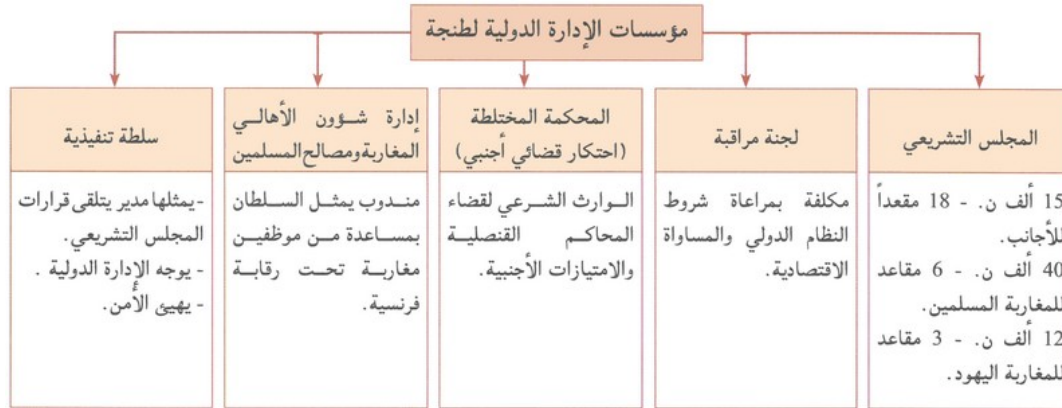 مؤسسات الإدارة الدولية لطنجة
المجلس التشريعي
15 ألف ن. - 18 مقعداً
للأجانب.
40 ألف ن. - 6 مقاعد
للمغاربة المسلمين.
12 ألف ن. - 3 مقاعد
للمغاربة اليهود.
لجنة مراقبة
مكلفة بمراعاة شروط
النظام الدولي والمساواة
الاقتصادية.
المحكمة المختلطة
(احتكار قضائي أجنبي)
الوارث الشرعي لقضاء
المحاكم القنصلية
والامتيازات الأجنبية.
إدارة شؤون الأهالي
المغاربة ومصالح المسلمين
مندوب يمثل السلطان
بمساعدة من موظفين
مغاربة تحت رقابة
فرنسية.
سلطة تنفيذية
-يمثلها مدير يتلقى قرارات
المجلس التشريعي.
- يوجه الإدارة الدولية .
- يهيئ الأمن.